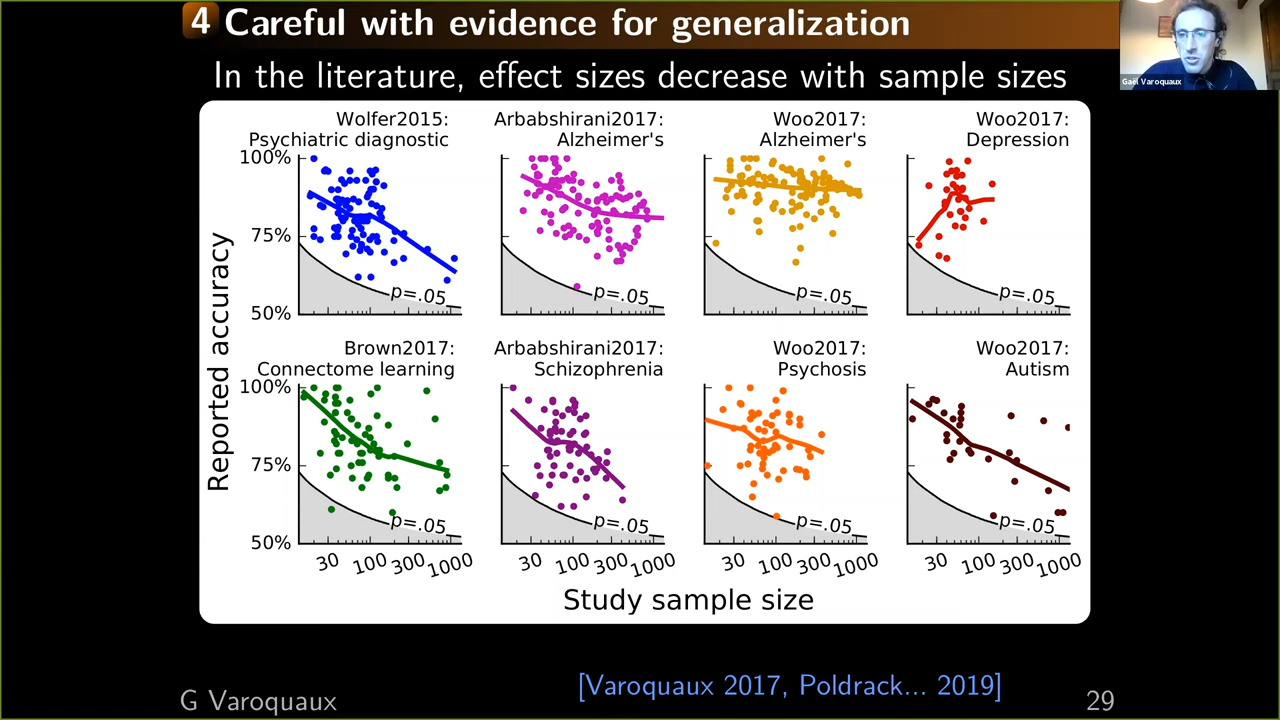 4 Careful with evidence for generalization
Gaël Varoquaux
In the literature, effect sizes decrease with sample sizes
Wolfer2015:
Psychiatric diagnostic
Arbabshirani2017:
Alzheimer's
Woo2017:
Alzheimer's
Woo2017:
Depression
100%
75%
50%
p=.05
p=.05
p=.05
p=.05
Reported accuracy
Brown2017:
Connectome learning
Arbabshirani2017:
Schizophrenia
Woo2017:
Psychosis
Woo2017:
Autism
100%
75%
50%
p=.05
p=.05
p=.05
p=.05
30 100 300 1000
30 100 300 1000
30 100 300 1000
30 100 300 1000
Study sample size
[Varoquaux 2017, Poldrack... 2019]
G Varoquaux
29